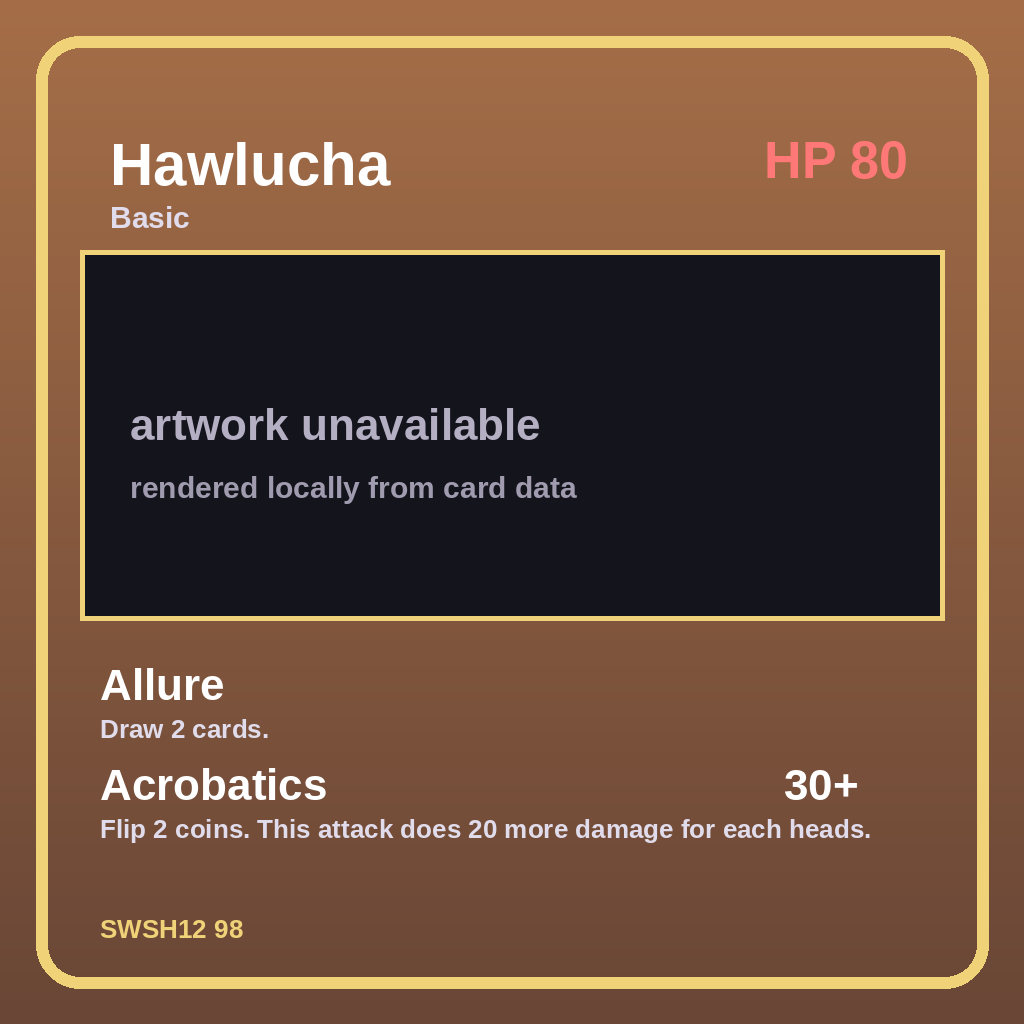 Hawlucha
HP 80
Basic
artwork unavailable
rendered locally from card data
Allure
Draw 2 cards.
Acrobatics
30+
Flip 2 coins. This attack does 20 more damage for each heads.
SWSH12 98